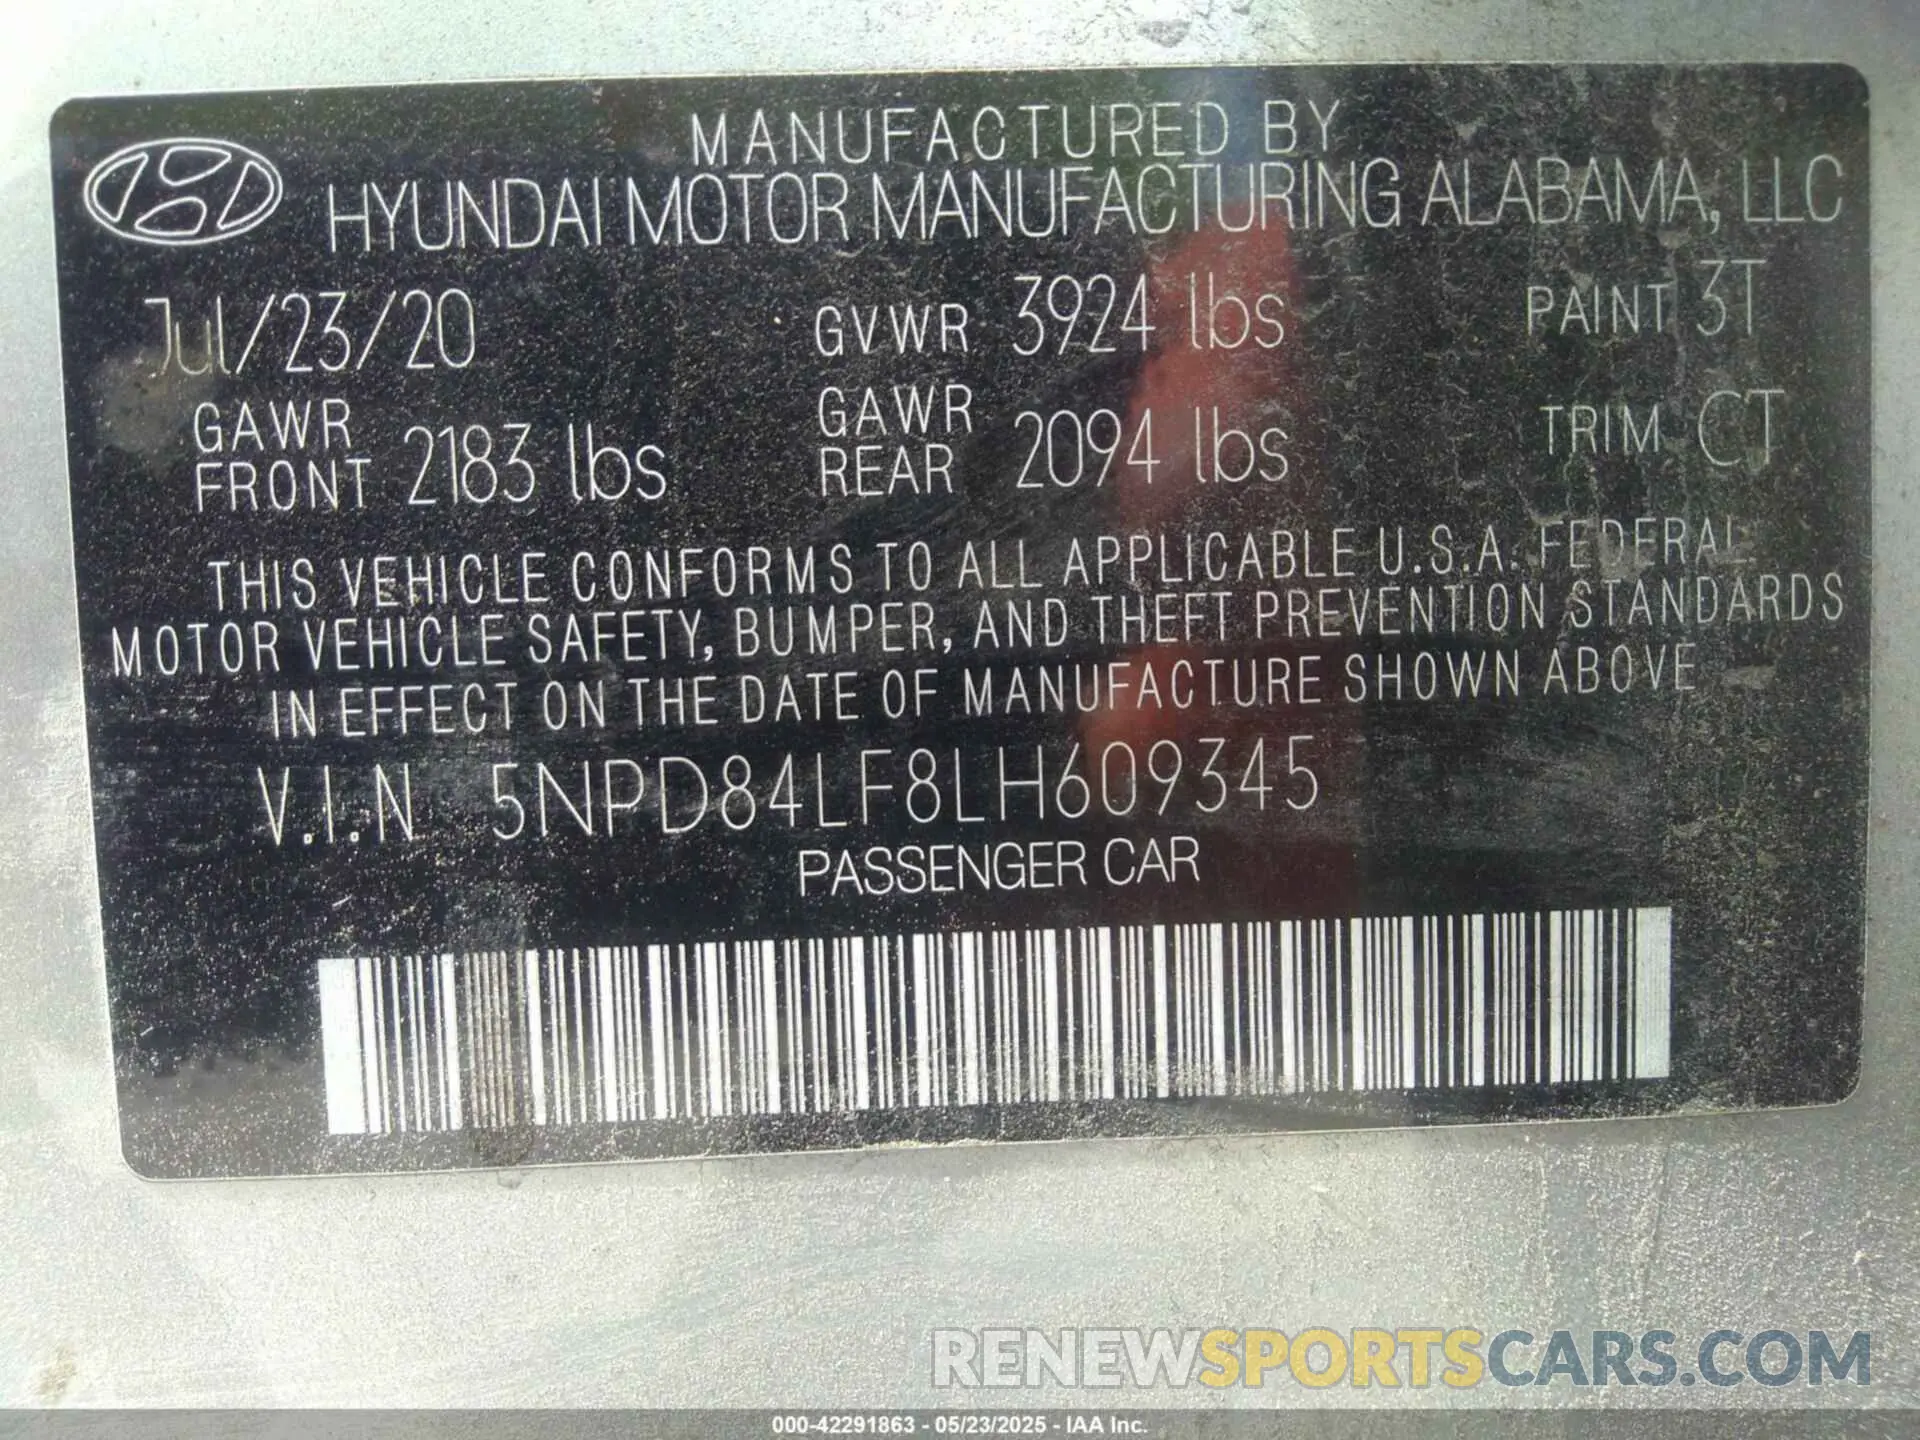 MANUFACTURED BY
HYUNDAI MOTOR MANUFACTURING ALABAMA, LLC
Jul/23/20 GVWR 3924 lbs PAINT 3T
GAWR FRONT 2183 lbs GAWR REAR 2094 lbs TRIM CT
THIS VEHICLE CONFORMS TO ALL APPLICABLE U.S.A. FEDERAL
MOTOR VEHICLE SAFETY, BUMPER, AND THEFT PREVENTION STANDARDS
IN EFFECT ON THE DATE OF MANUFACTURE SHOWN ABOVE
V.I.N 5NPD84LF8LH609345
PASSENGER CAR
RENEWSPORTSCARS.COM
000-42291863 - 05/23/2025 - IAA Inc.